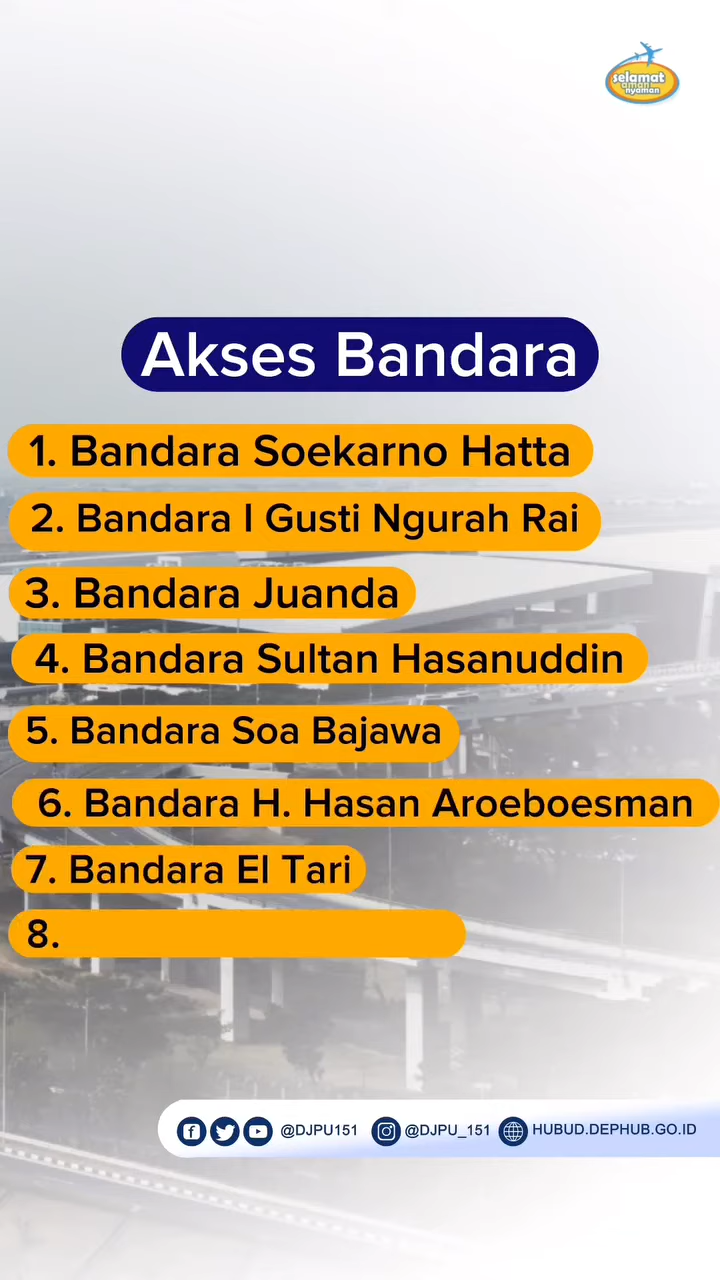 selamat
aman
nyaman
Akses Bandara
1. Bandara Soekarno Hatta
2. Bandara I Gusti Ngurah Rai
3. Bandara Juanda
4. Bandara Sultan Hasanuddin
5. Bandara Soa Bajawa
6. Bandara H. Hasan Aroeboesman
7. Bandara El Tari
8.
@DJPU151 @DJPU_151 HUBUD.DEPHUB.GO.ID